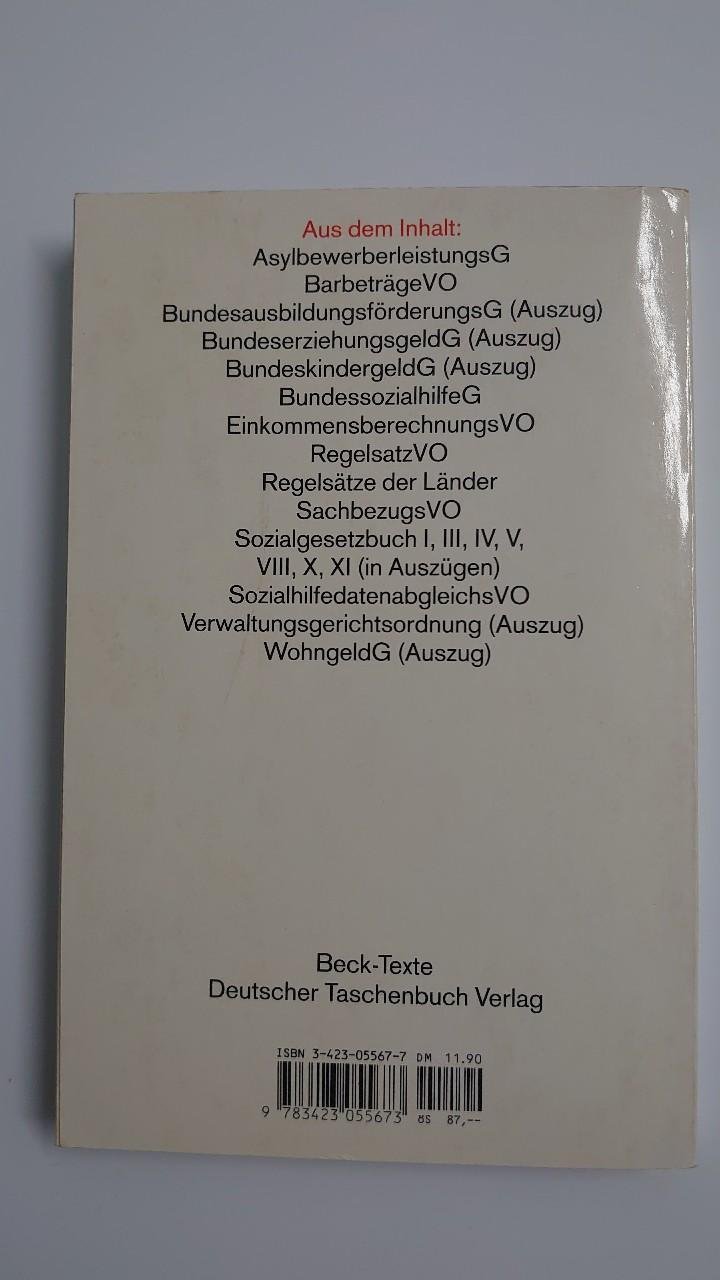 Aus dem Inhalt:
AsylbewerberleistungsG
BarbeträgeVO
BundesausbildungsförderungsG (Auszug)
BundeserziehungsgeldG (Auszug)
BundeskindergeldG (Auszug)
BundessozialhilfeG
EinkommensberechnungsVO
RegelsatzVO
Regelsätze der Länder
SachbezugsVO
Sozialgesetzbuch I, III, IV, V,
VIII, X, XI (in Auszügen)
SozialhilfedatenabgleichsVO
Verwaltungsgerichtsordnung (Auszug)
WohngeldG (Auszug)
Beck-Texte
Deutscher Taschenbuch Verlag
ISBN 3-423-05567-7 DM 11.90
9 783423 055673 öS 87,--